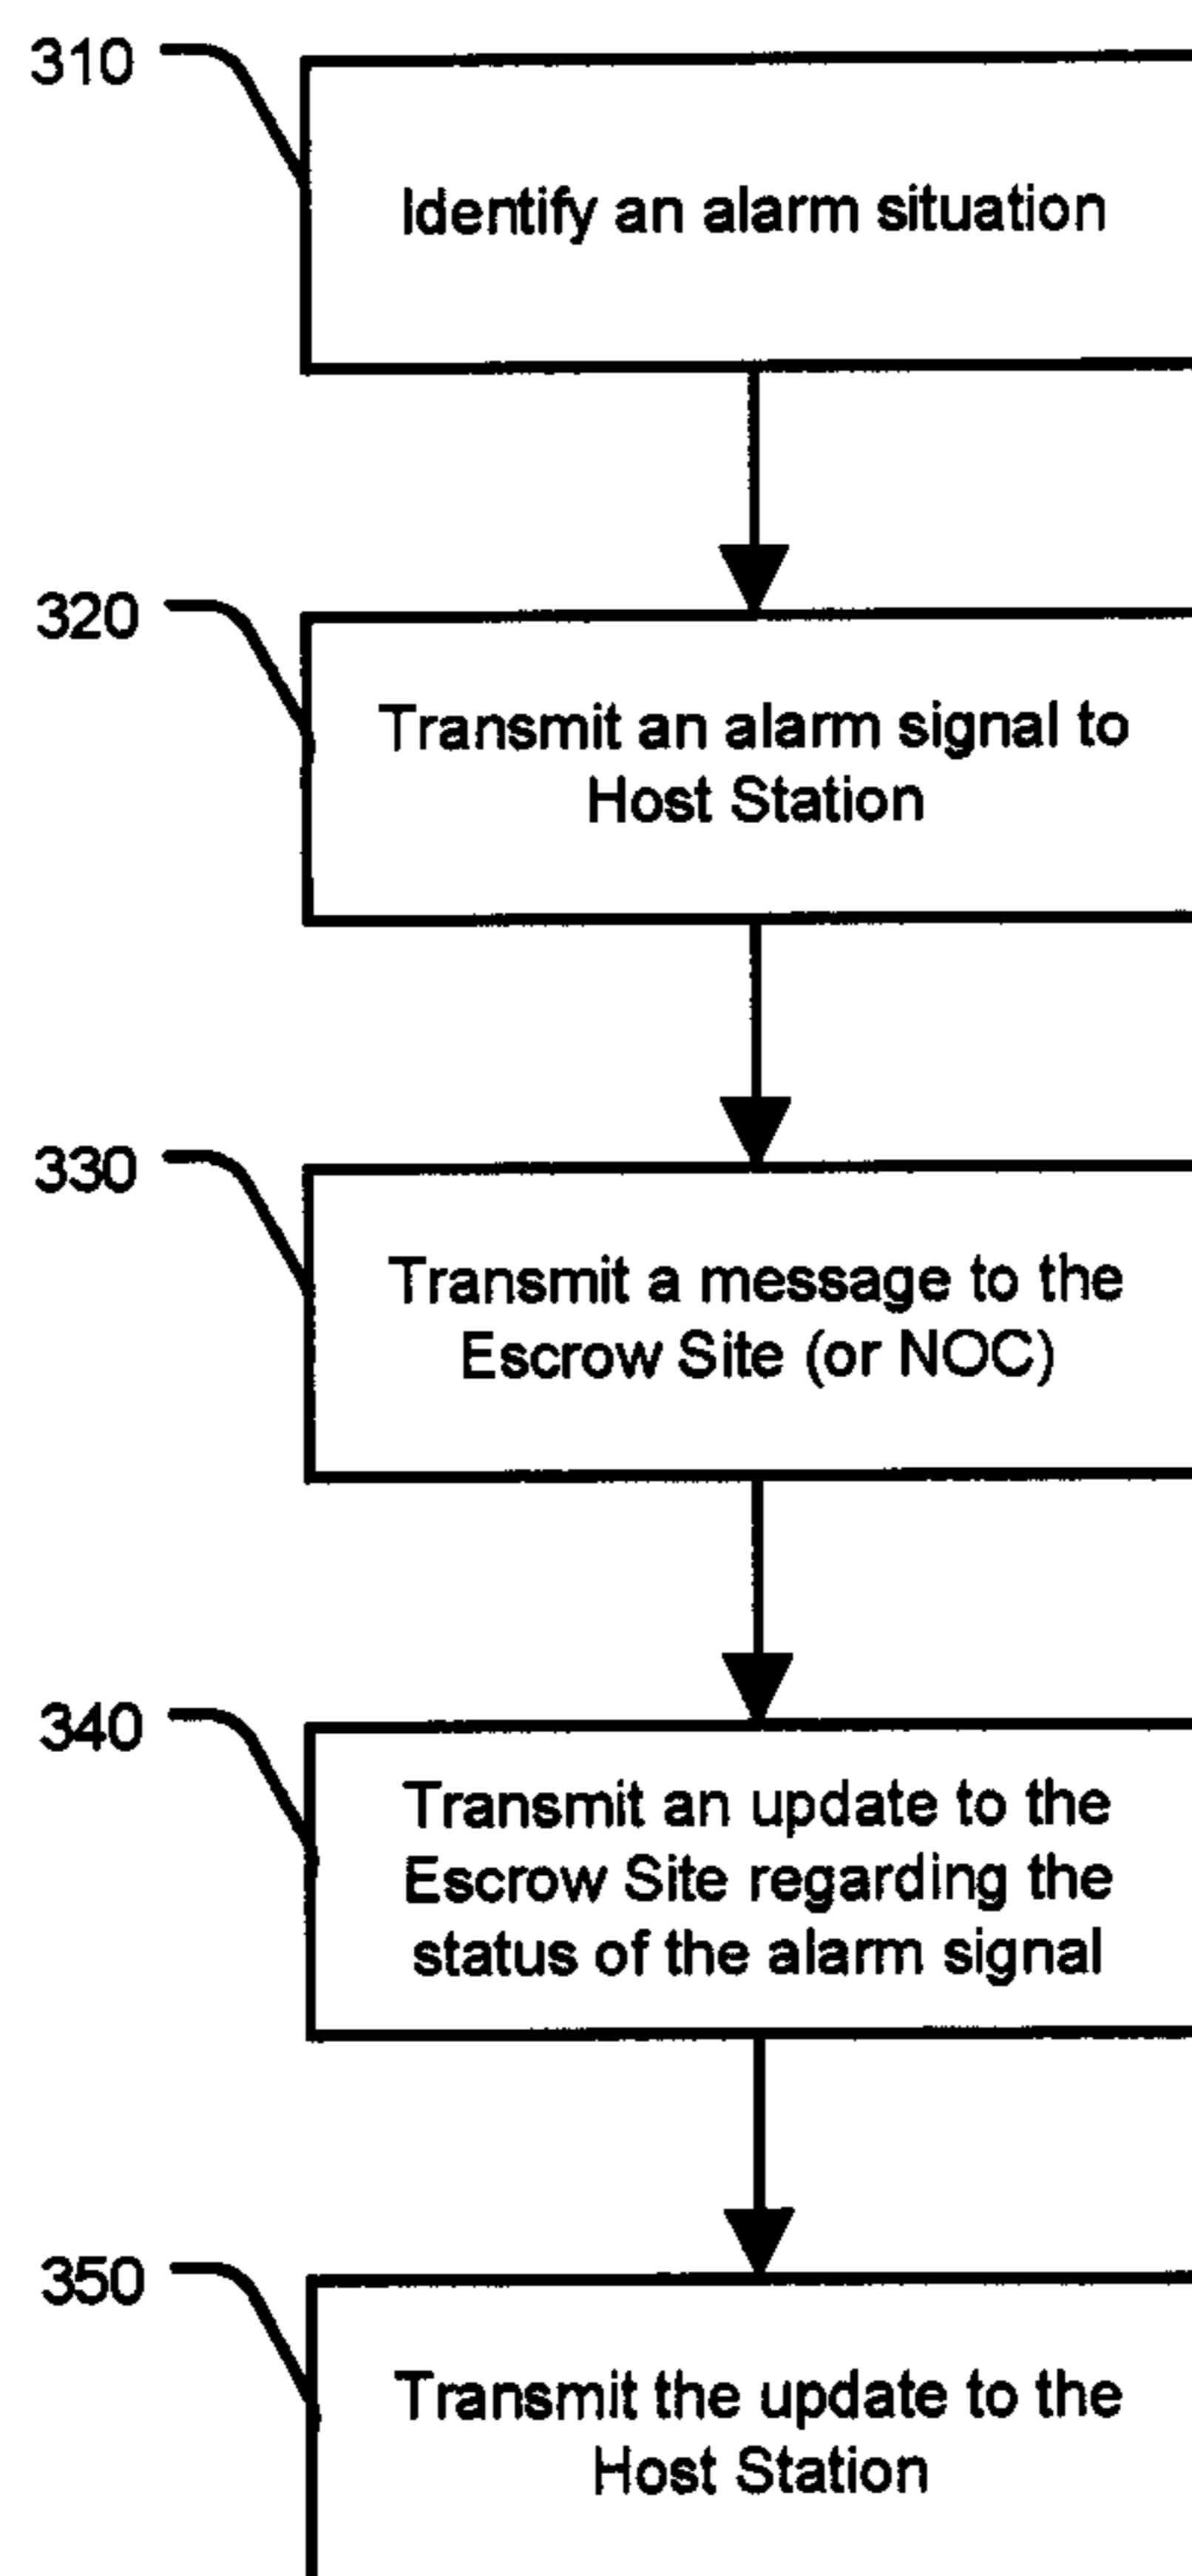 310
Identify an alarm situation
320
Transmit an alarm signal to
Host Station
330
Transmit a message to the
Escrow Site (or NOC)
340
Transmit an update to the
Escrow Site regarding the
status of the alarm signal
350
Transmit the update to the
Host Station